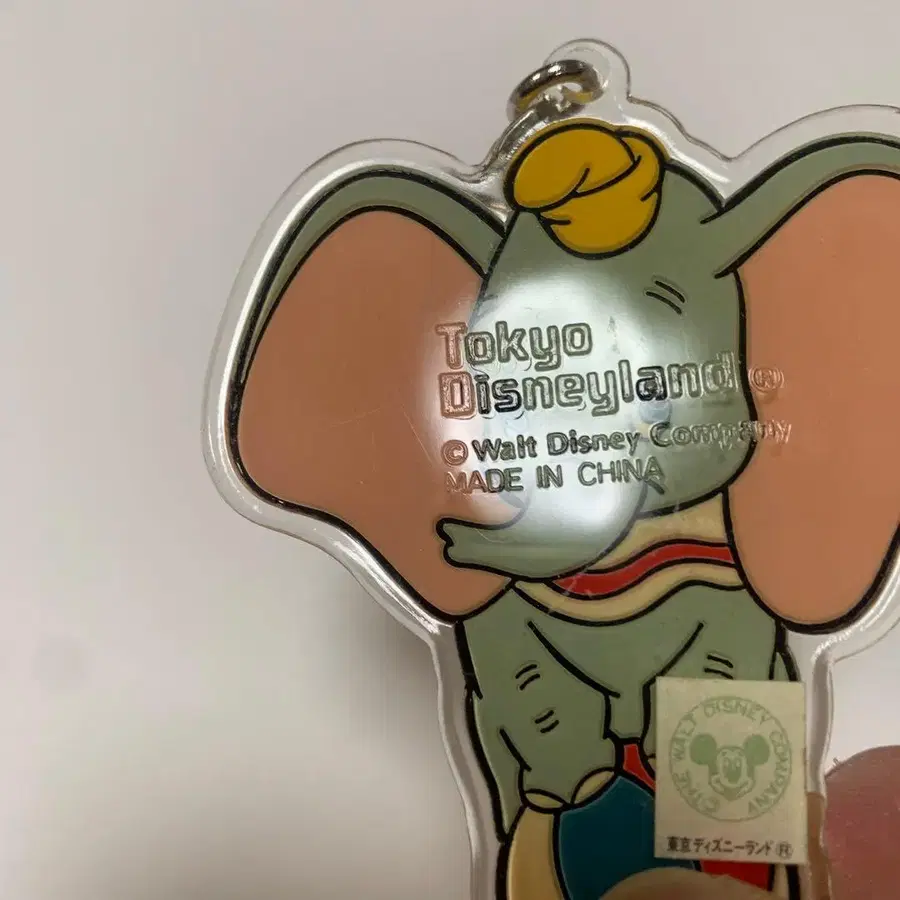 Tokyo
Disneyland ®
© Walt Disney Company
MADE IN CHINA
© THE WALT DISNEY COMPANY
東京ディズニーランド Ⓡ